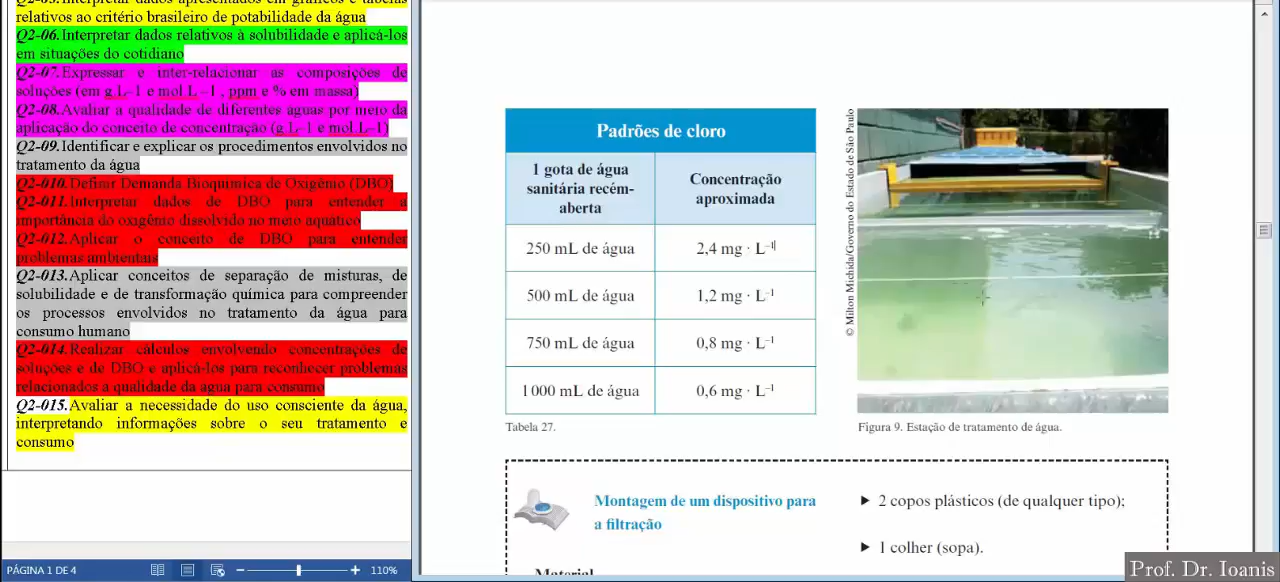 relativos ao critério brasileiro de potabilidade da água
Q2-06.Interpretar dados relativos à solubilidade e aplicá-los
em situações do cotidiano
Q2-07.Expressar e inter-relacionar as composições de
soluções (em g.L–1 e mol.L –1 , ppm e % em massa)
Q2-08.Avaliar a qualidade de diferentes águas por meio da
aplicação do conceito de concentração (g.L–1 e mol.L–1)
Q2-09.Identificar e explicar os procedimentos envolvidos no
tratamento da água
Q2-010.Definir Demanda Bioquímica de Oxigênio (DBO)
Q2-011.Interpretar dados de DBO para entender a
importância do oxigênio dissolvido no meio aquático
Q2-012.Aplicar o conceito de DBO para entender
problemas ambientais
Q2-013.Aplicar conceitos de separação de misturas, de
solubilidade e de transformação química para compreender
os processos envolvidos no tratamento da água para
consumo humano
Q2-014.Realizar cálculos envolvendo concentrações de
soluções e de DBO e aplicá-los para reconhecer problemas
relacionados à qualidade da água para consumo
Q2-015.Avaliar a necessidade do uso consciente da água,
interpretando informações sobre o seu tratamento e
consumo
PÁGINA 1 DE 4
110%
Padrões de cloro
1 gota de água
sanitária recém-
aberta
Concentração
aproximada
250 mL de água 2,4 mg · L⁻¹
500 mL de água 1,2 mg · L⁻¹
750 mL de água 0,8 mg · L⁻¹
1 000 mL de água 0,6 mg · L⁻¹
Tabela 27.
© Milton Michida/Governo do Estado de São Paulo
Figura 9. Estação de tratamento de água.
Montagem de um dispositivo para
a filtração
Material
► 2 copos plásticos (de qualquer tipo);
► 1 colher (sopa).
Prof. Dr. Ioanis